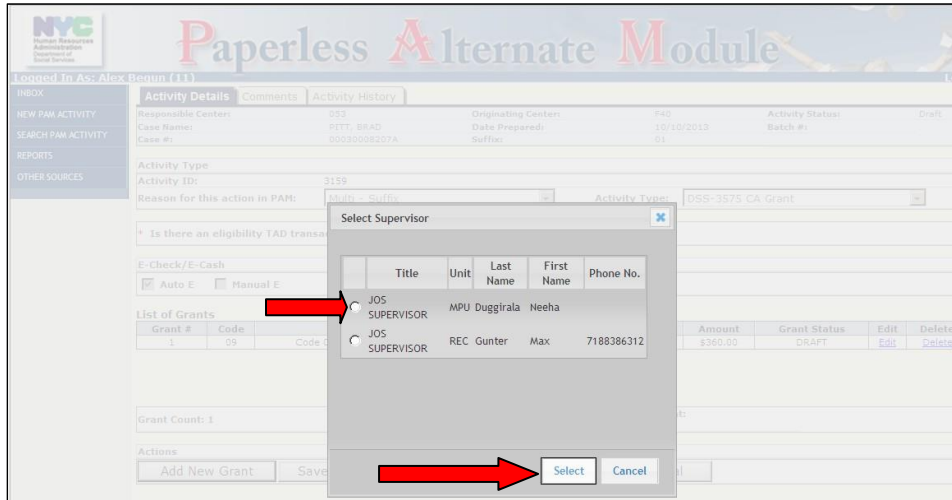 NYC
Human Resources
Administration
Department of
Social Services
Paperless Alternate Module
Logged In As: Alex Begun (11)
INBOX
NEW PAM ACTIVITY
SEARCH PAM ACTIVITY
REPORTS
OTHER SOURCES
Activity Details Comments Activity History
Responsible Center: 053 Originating Center: F40 Activity Status: Draft
Case Name: PITT, BRAD Date Prepared: 10/10/2013 Batch #:
Case #: 00030008207A Suffix: 01
Activity Type
Activity ID: 3159
Reason for this action in PAM: Multi - Suffix Activity Type: DSS-3575 CA Grant
* Is there an eligibility TAD transa
E-Check/E-Cash
Auto E Manual E
List of Grants
Grant # Code Amount Grant Status Edit Delete
1 09 Code $360.00 DRAFT Edit Delete
Grant Count: 1
Actions
Add New Grant Save
Select Supervisor
Title Unit Last Name First Name Phone No.
JOS SUPERVISOR MPU Duggirala Neeha
JOS SUPERVISOR REC Gunter Max 7188386312
Select Cancel